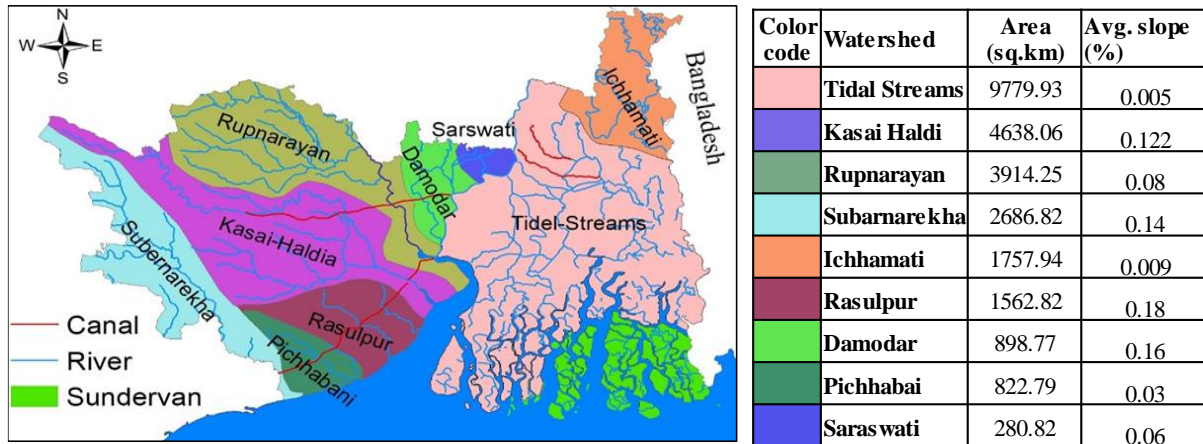 N
W E
S
Rupnarayan
Sarswati
Ichhamati
Bangladesh
Damodar
Tidel-Streams
Kasai-Haldia
Subernarekha
Rasulpur
Pichhabani
Canal
River
Sundervan
Color code Watershed Area (sq.km) Avg. slope (%)
Tidal Streams 9779.93 0.005
Kasai Haldi 4638.06 0.122
Rupnarayan 3914.25 0.08
Subarnarekha 2686.82 0.14
Ichhamati 1757.94 0.009
Rasulpur 1562.82 0.18
Damodar 898.77 0.16
Pichhabai 822.79 0.03
Saraswati 280.82 0.06